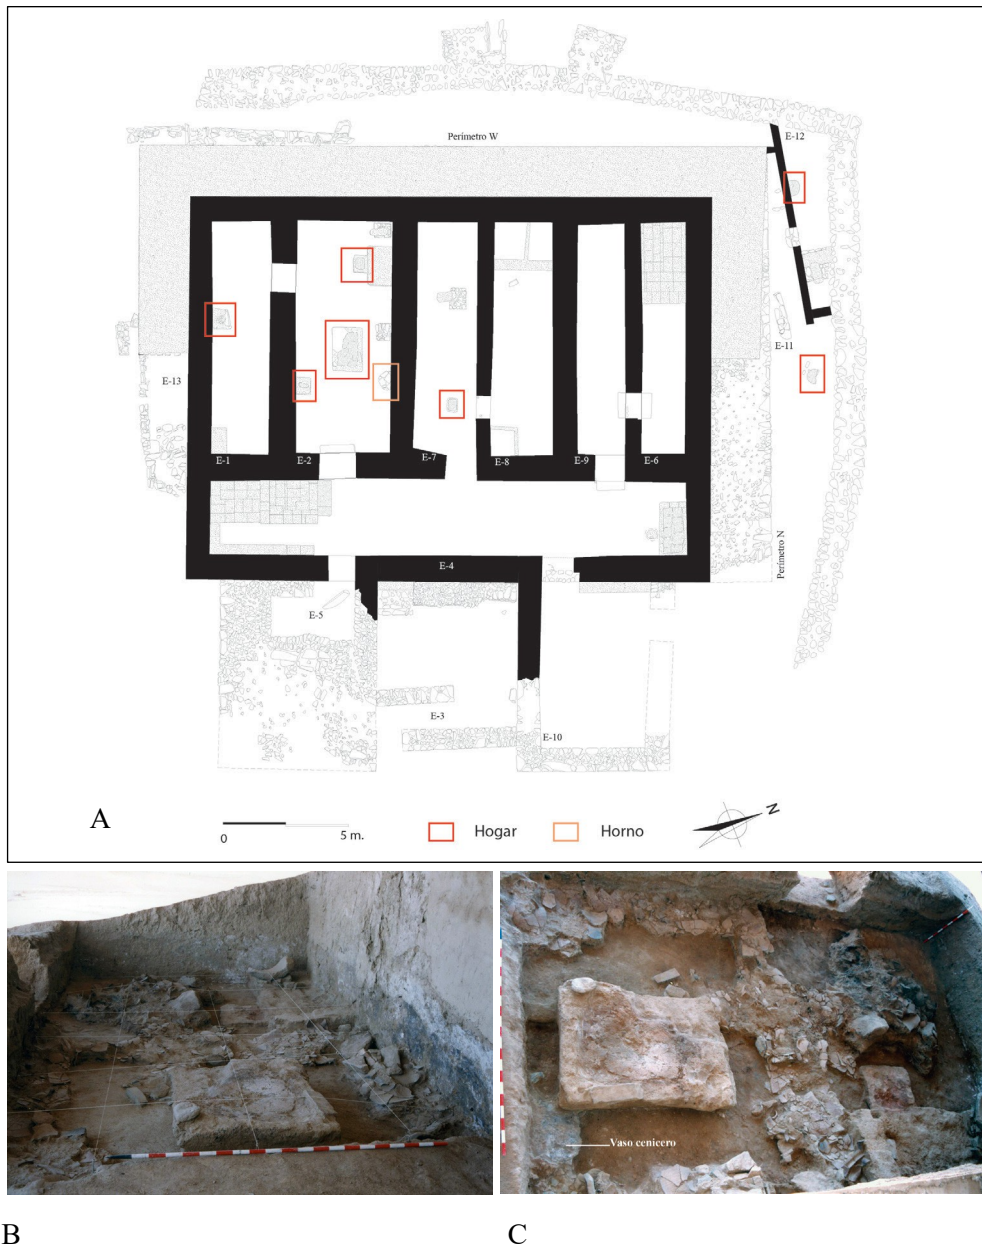 Perímetro W
E-12
E-11
E-13
E-1
E-2
E-7
E-8
E-9
E-6
Perímetro N
E-4
E-5
E-3
E-10
A
0
5 m.
Hogar
Horno
N
Vaso cenicero
B
C